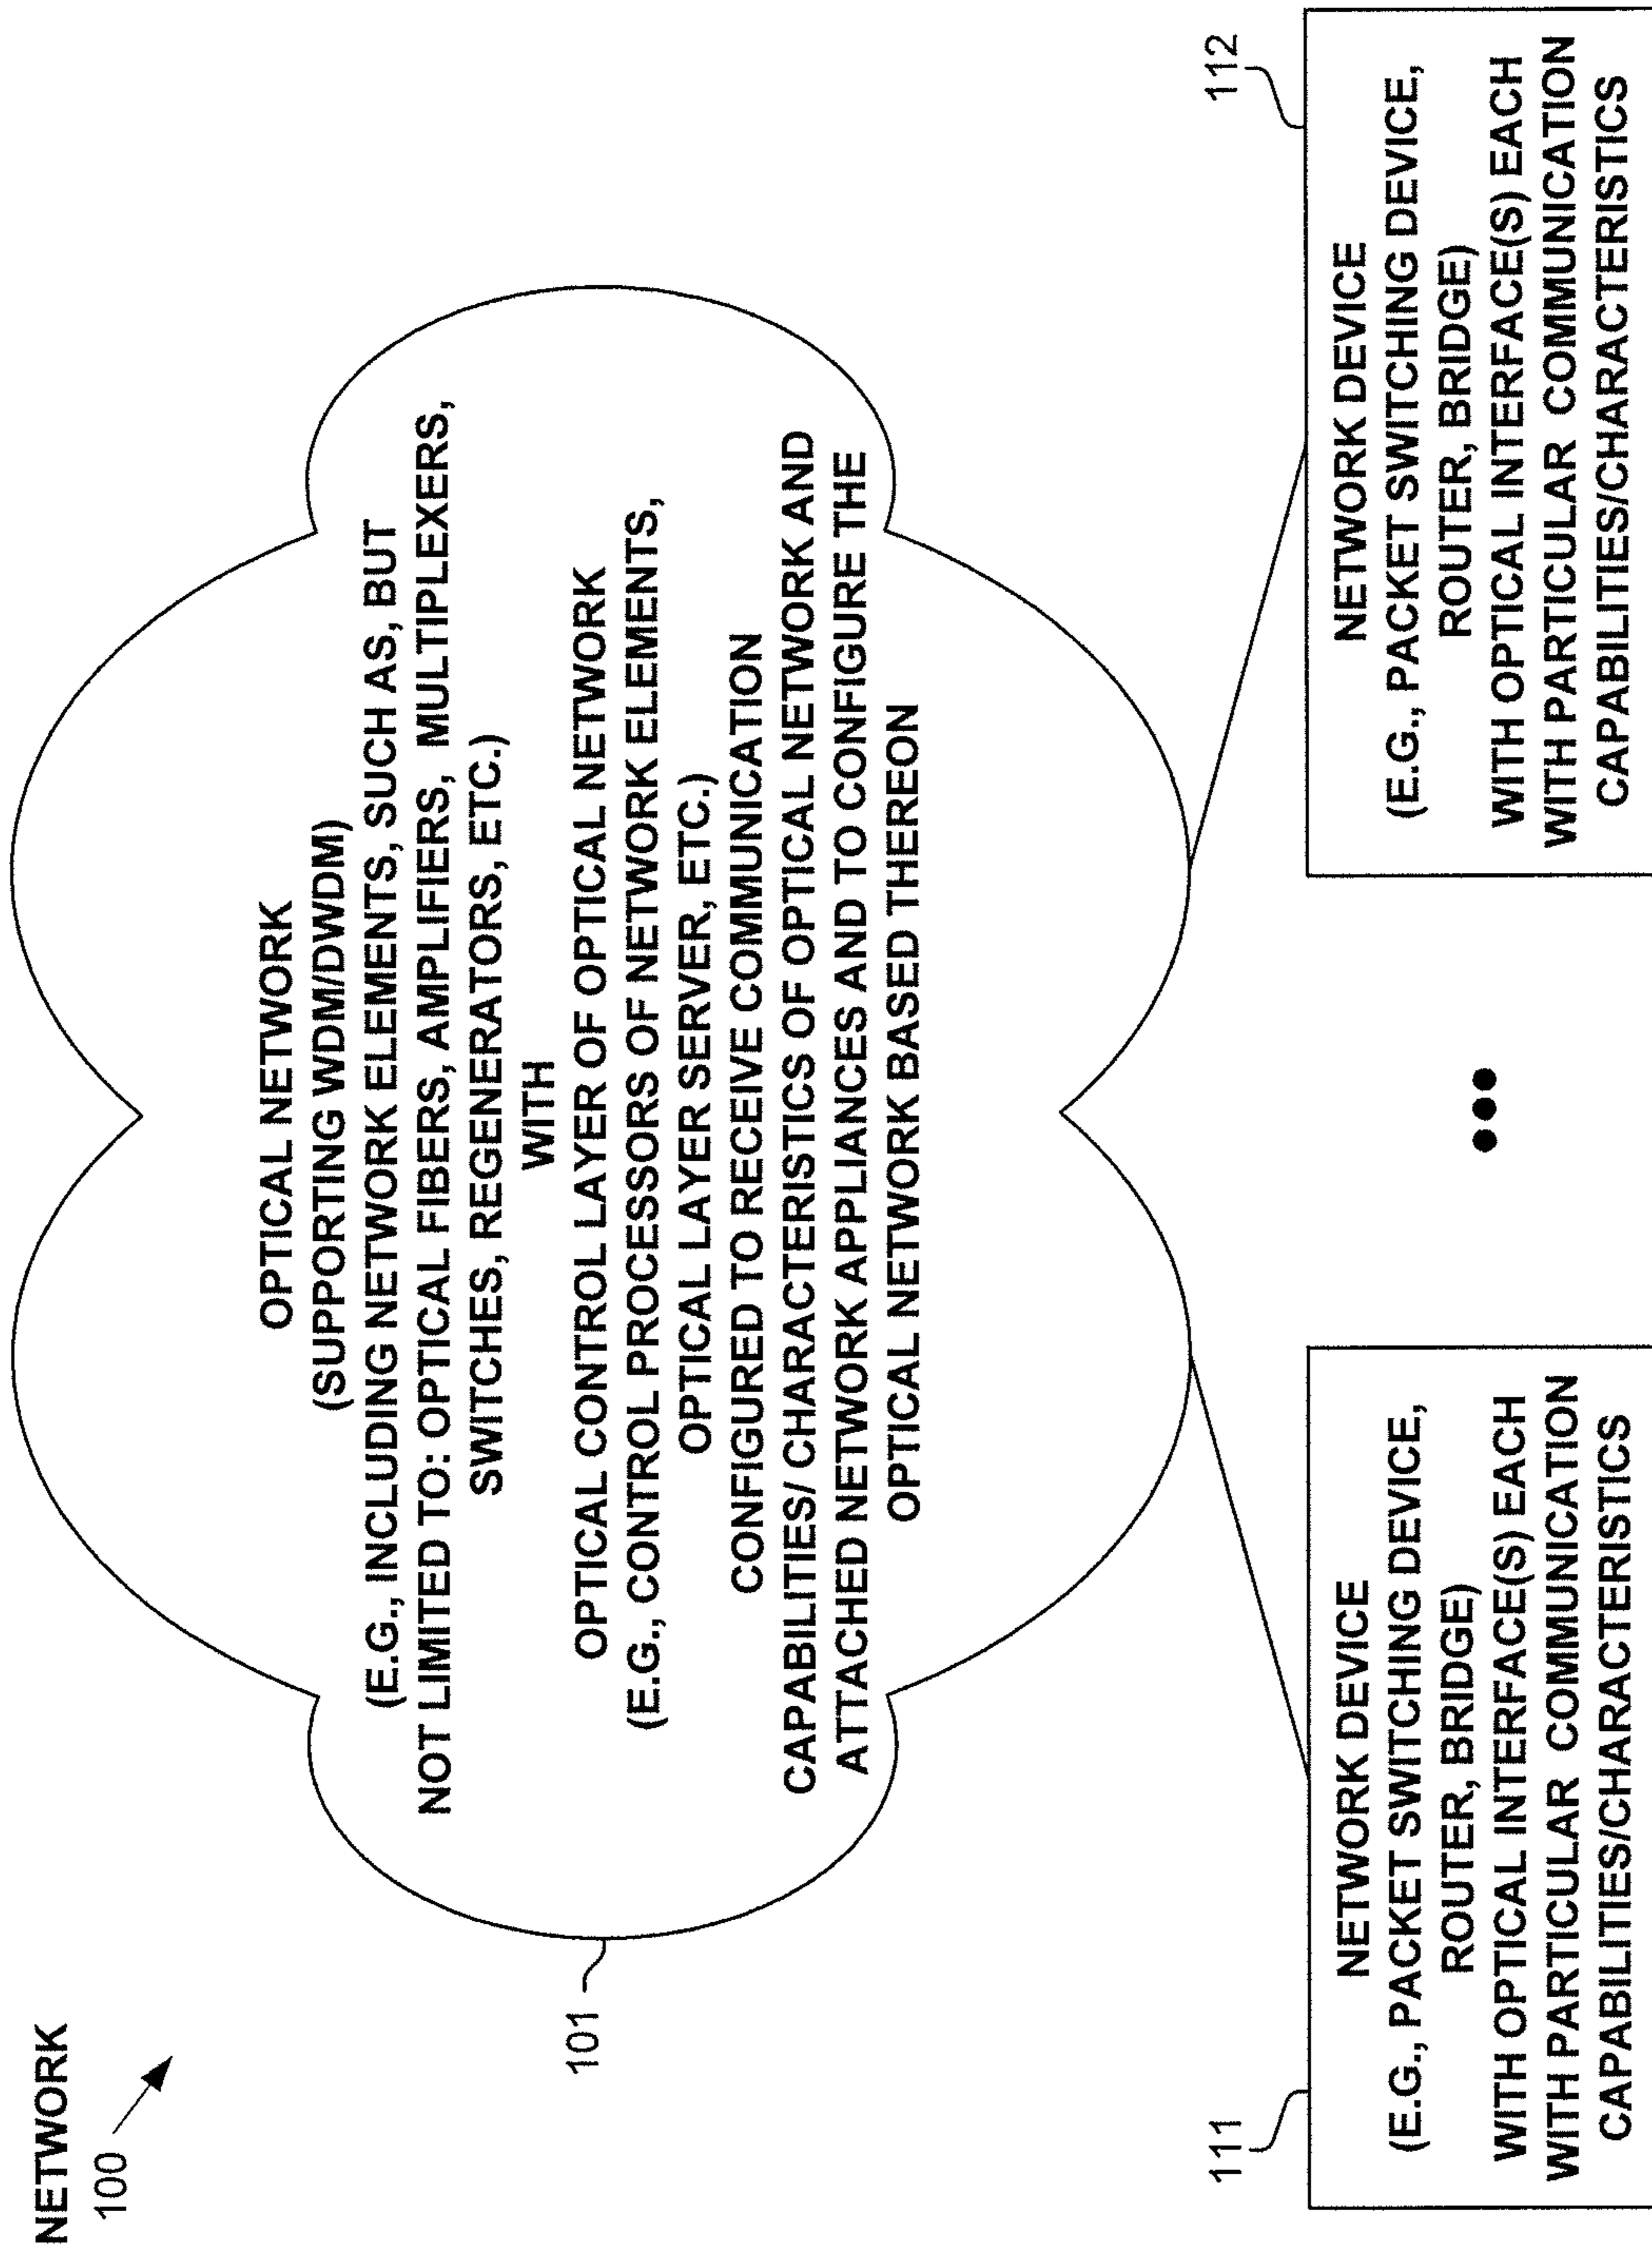 NETWORK
100
OPTICAL NETWORK
(SUPPORTING WDM/DWDM)
(E.G., INCLUDING NETWORK ELEMENTS, SUCH AS, BUT
NOT LIMITED TO: OPTICAL FIBERS, AMPLIFIERS, MULTIPLEXERS,
SWITCHES, REGENERATORS, ETC.)
WITH
OPTICAL CONTROL LAYER OF OPTICAL NETWORK
(E.G., CONTROL PROCESSORS OF NETWORK ELEMENTS,
OPTICAL LAYER SERVER, ETC.)
CONFIGURED TO RECEIVE COMMUNICATION
CAPABILITIES/ CHARACTERISTICS OF OPTICAL NETWORK AND
ATTACHED NETWORK APPLIANCES AND TO CONFIGURE THE
OPTICAL NETWORK BASED THEREON
101
111
NETWORK DEVICE
(E.G., PACKET SWITCHING DEVICE,
ROUTER, BRIDGE)
WITH OPTICAL INTERFACE(S) EACH
WITH PARTICULAR COMMUNICATION
CAPABILITIES/CHARACTERISTICS
112
NETWORK DEVICE
(E.G., PACKET SWITCHING DEVICE,
ROUTER, BRIDGE)
WITH OPTICAL INTERFACE(S) EACH
WITH PARTICULAR COMMUNICATION
CAPABILITIES/CHARACTERISTICS